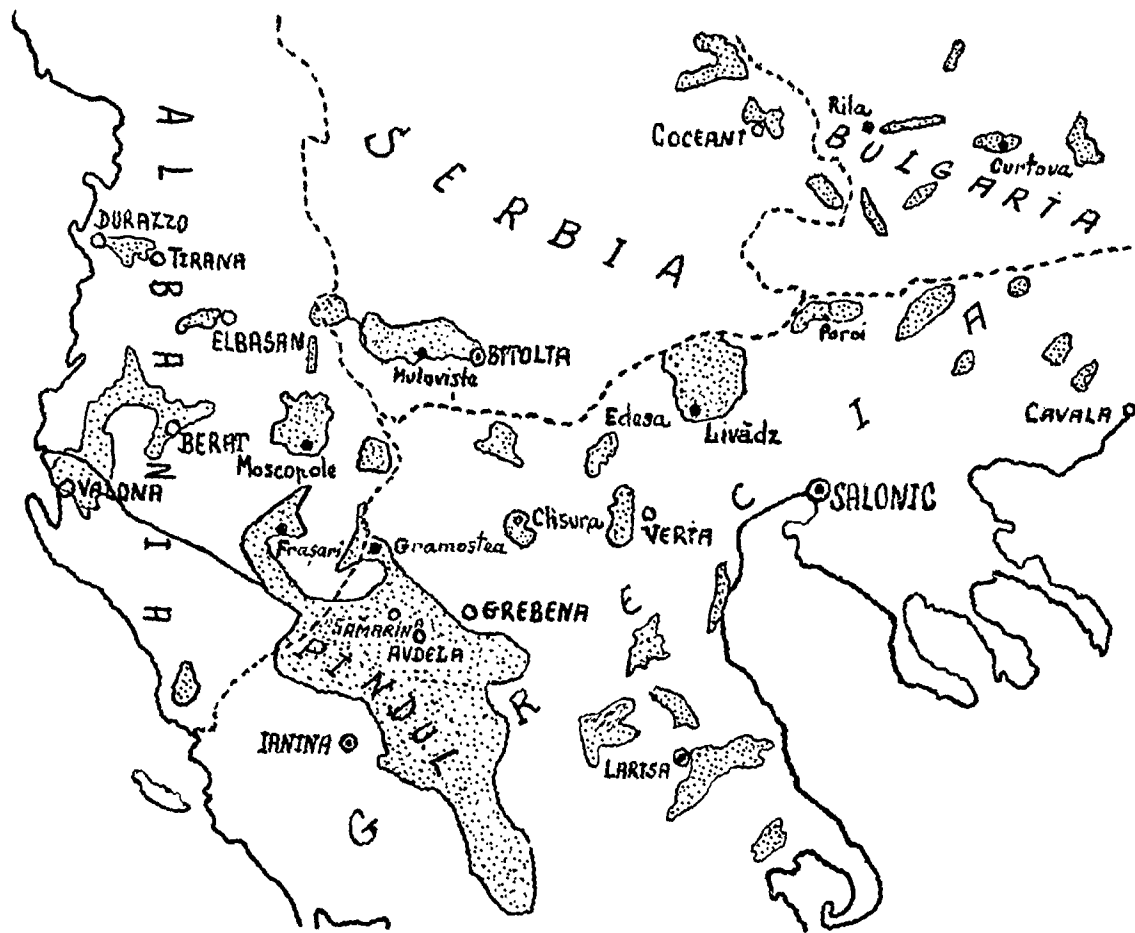 ALBANIA
SERBIA
BULGARIA
GRECIA
PINDUL
Rila
COCEANI
Curtova
DURAZZO
TIRANA
ELBASAN
BITOLIA
Muloviste
Poroi
BERAT
Moscopole
Edesa
Livădz
CAVALA
VALONA
SALONIC
Frașari
Gramostea
Clisura
VERIA
SAMARINA
AVDELA
GREBENA
IANINA
LARISA